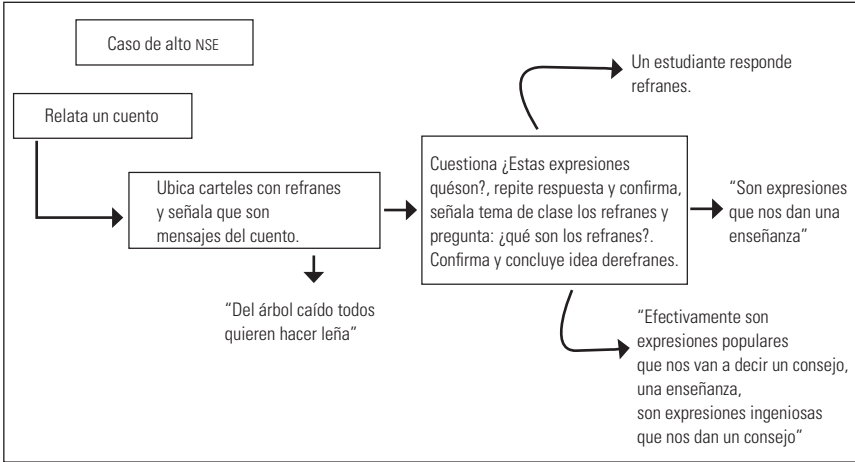 Caso de alto NSE
Relata un cuento
Ubica carteles con refranes
y señala que son
mensajes del cuento.
"Del árbol caído todos
quieren hacer leña"
Cuestiona ¿Estas expresiones
quéson?, repite respuesta y confirma,
señala tema de clase los refranes y
pregunta: ¿qué son los refranes?.
Confirma y concluye idea derefranes.
Un estudiante responde
refranes.
"Son expresiones
que nos dan una
enseñanza"
"Efectivamente son
expresiones populares
que nos van a decir un consejo,
una enseñanza,
son expresiones ingeniosas
que nos dan un consejo"